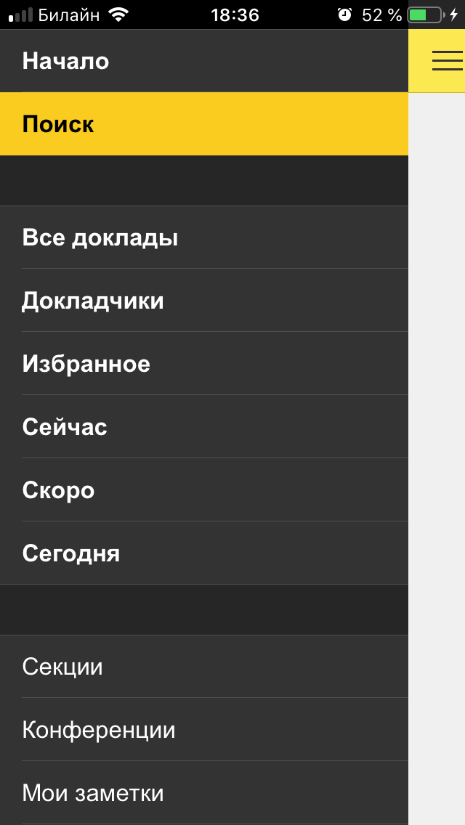 Билайн 18:36 52 %
Начало
Поиск
Все доклады
Докладчики
Избранное
Сейчас
Скоро
Сегодня
Секции
Конференции
Мои заметки